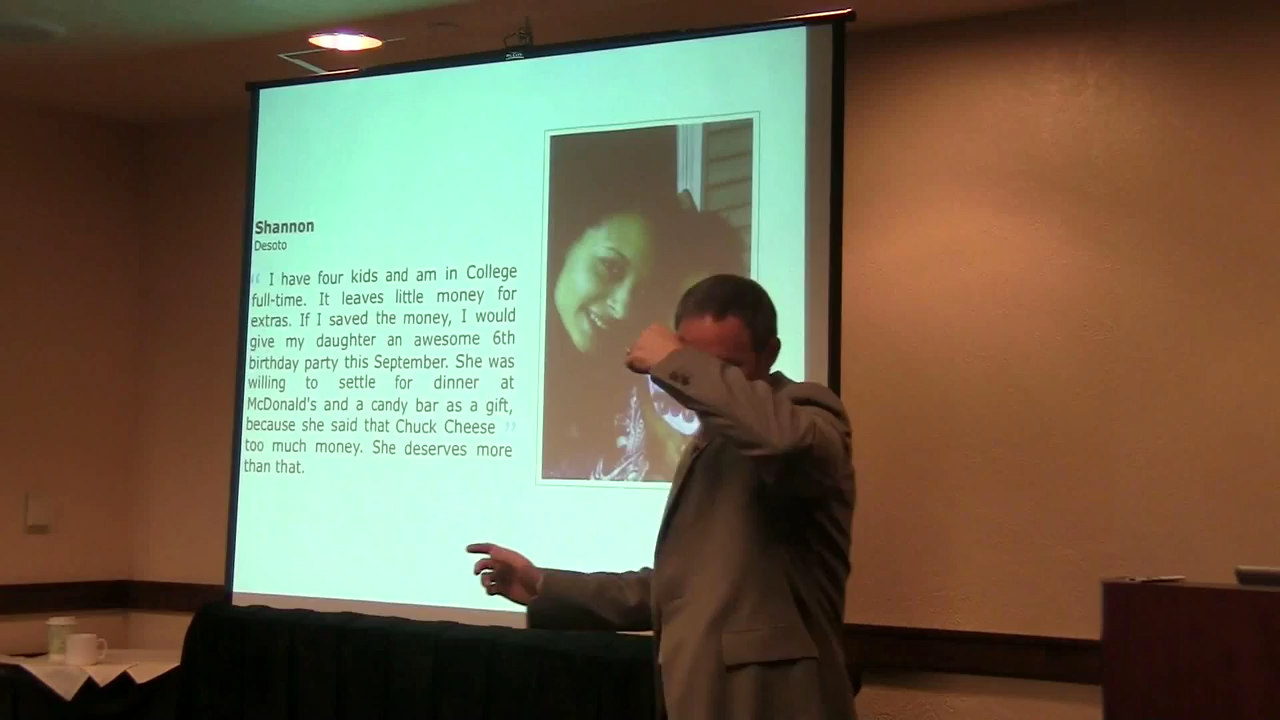 Shannon
Desoto
“ I have four kids and am in College
full-time. It leaves little money for
extras. If I saved the money, I would
give my daughter an awesome 6th
birthday party this September. She was
willing to settle for dinner at
McDonald's and a candy bar as a gift,
because she said that Chuck Cheese ”
too much money. She deserves more
than that.